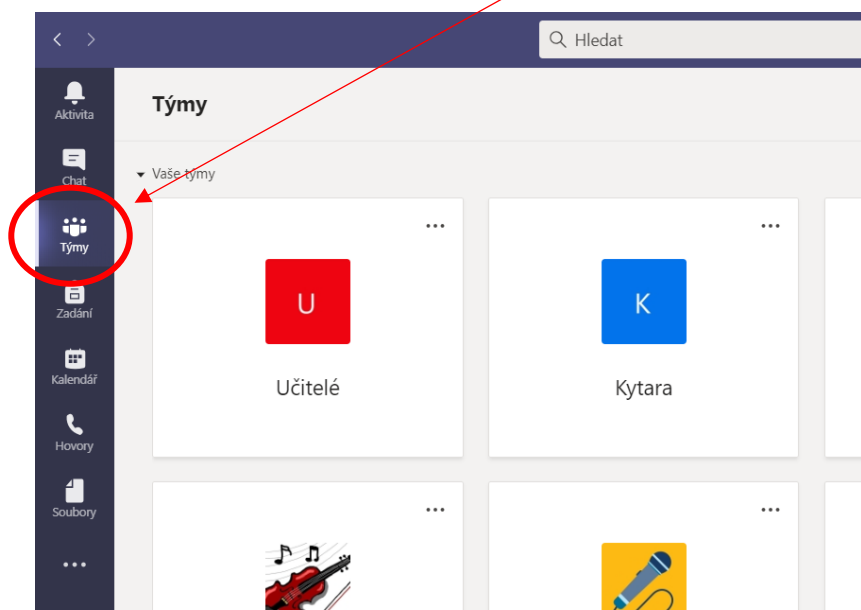 Hledat
Aktivita
Týmy
Chat
Vaše týmy
Týmy
U
K
Zadání
Učitelé
Kytara
Kalendář
Hovory
Soubory